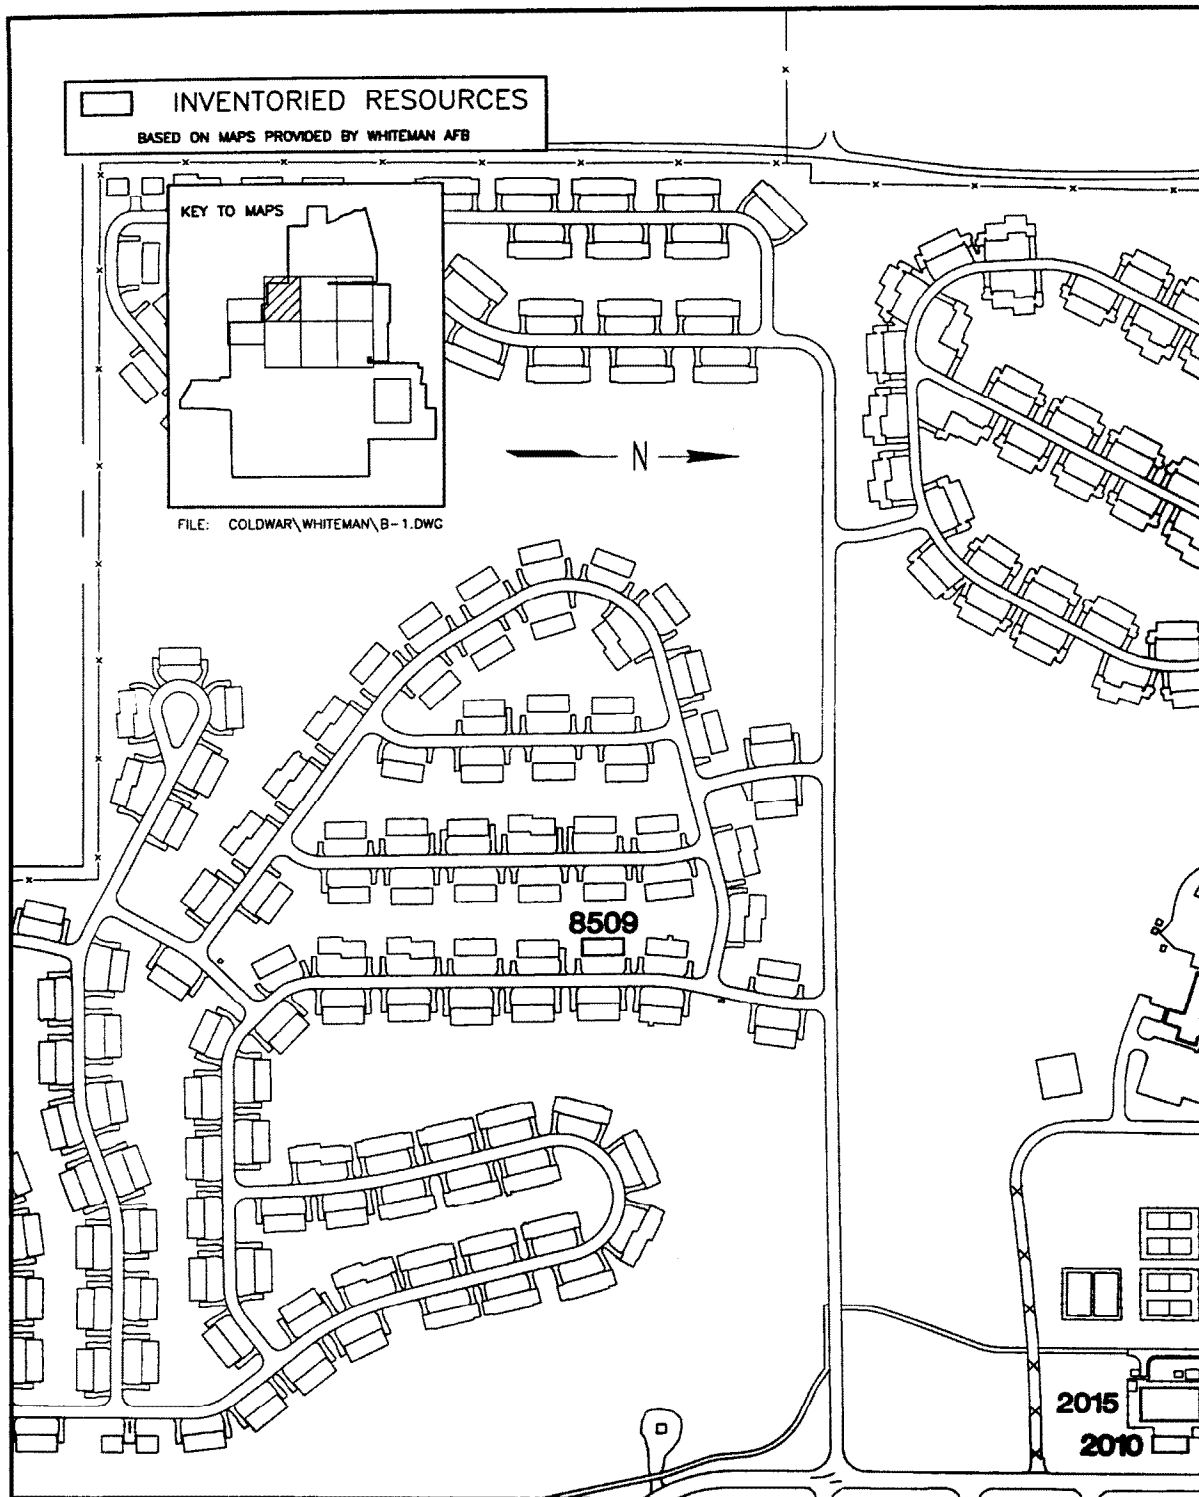 INVENTORIED RESOURCES
BASED ON MAPS PROVIDED BY WHITEMAN AFB
KEY TO MAPS
N
FILE: COLDWAR\WHITEMAN\B-1.DWG
8509
2015
2010